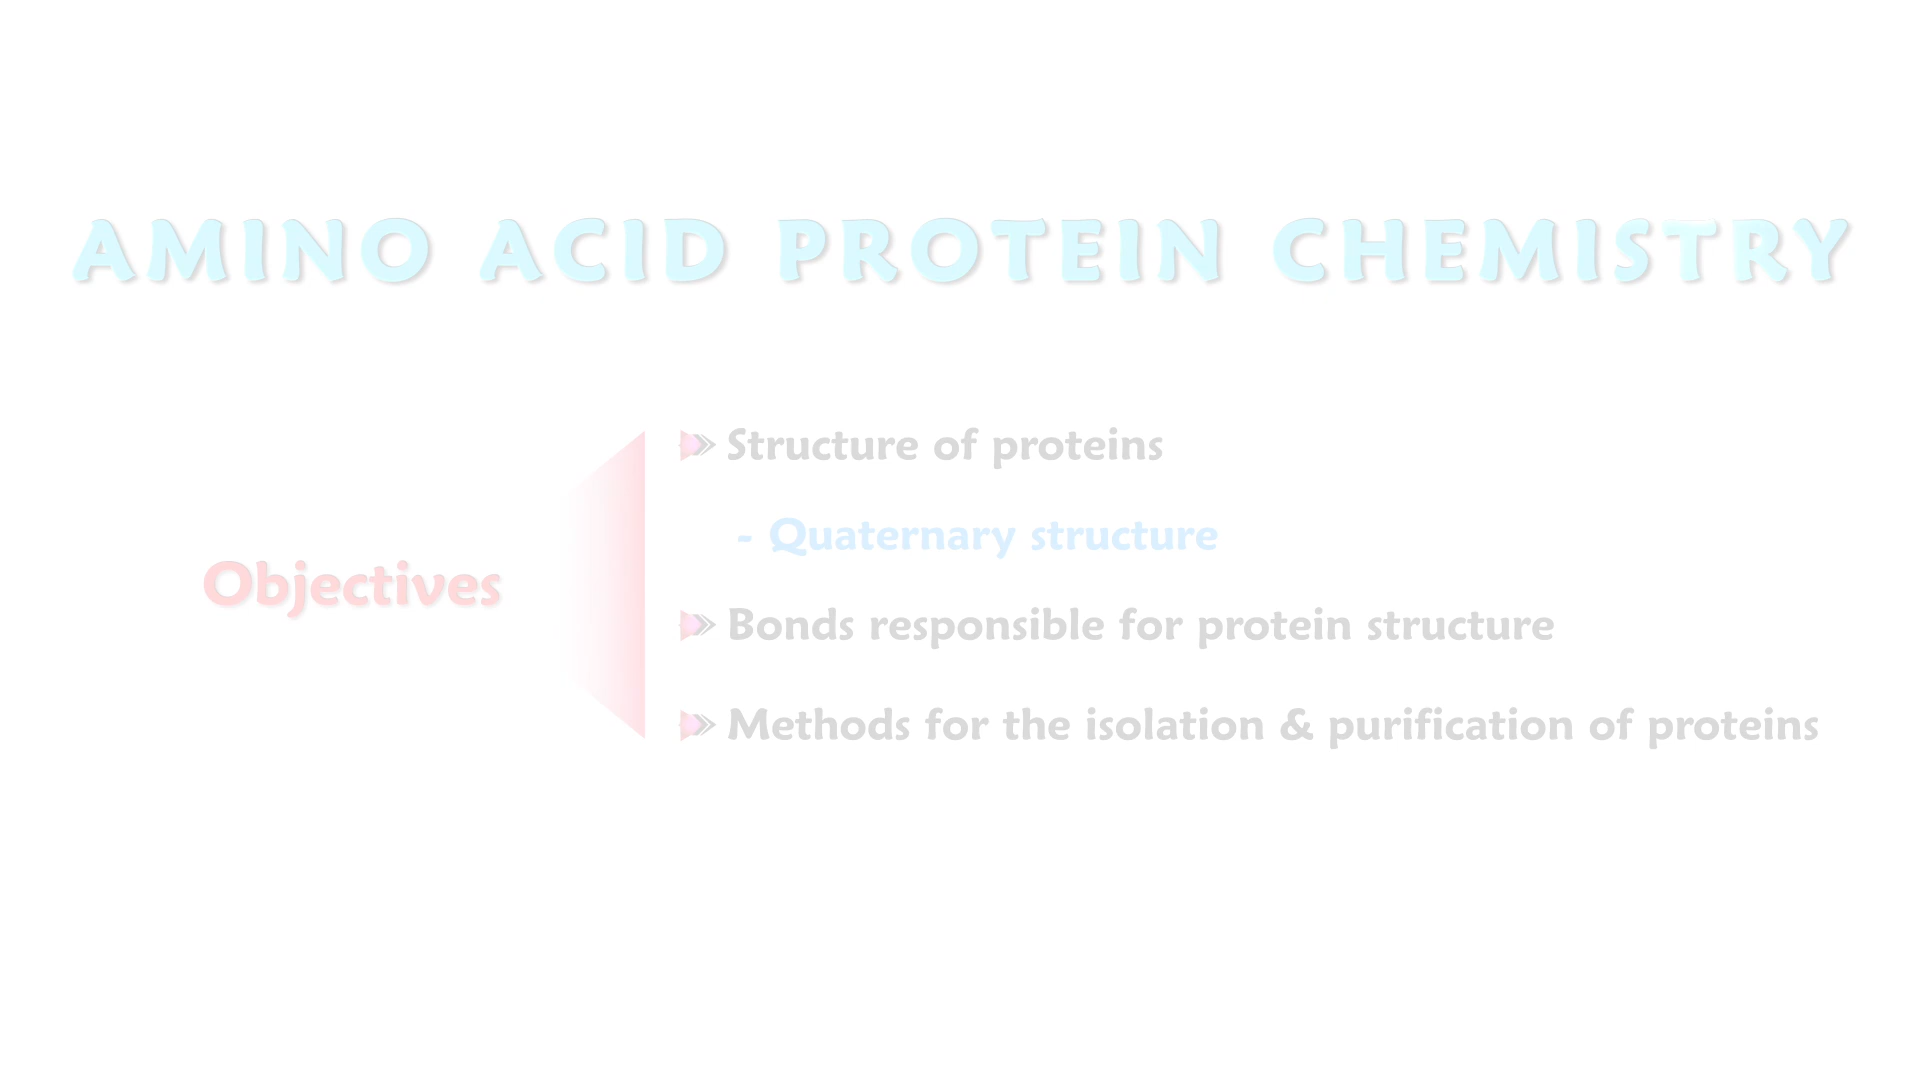 AMINO ACID PROTEIN CHEMISTRY
Objectives
Structure of proteins
- Quaternary structure
Bonds responsible for protein structure
Methods for the isolation & purification of proteins